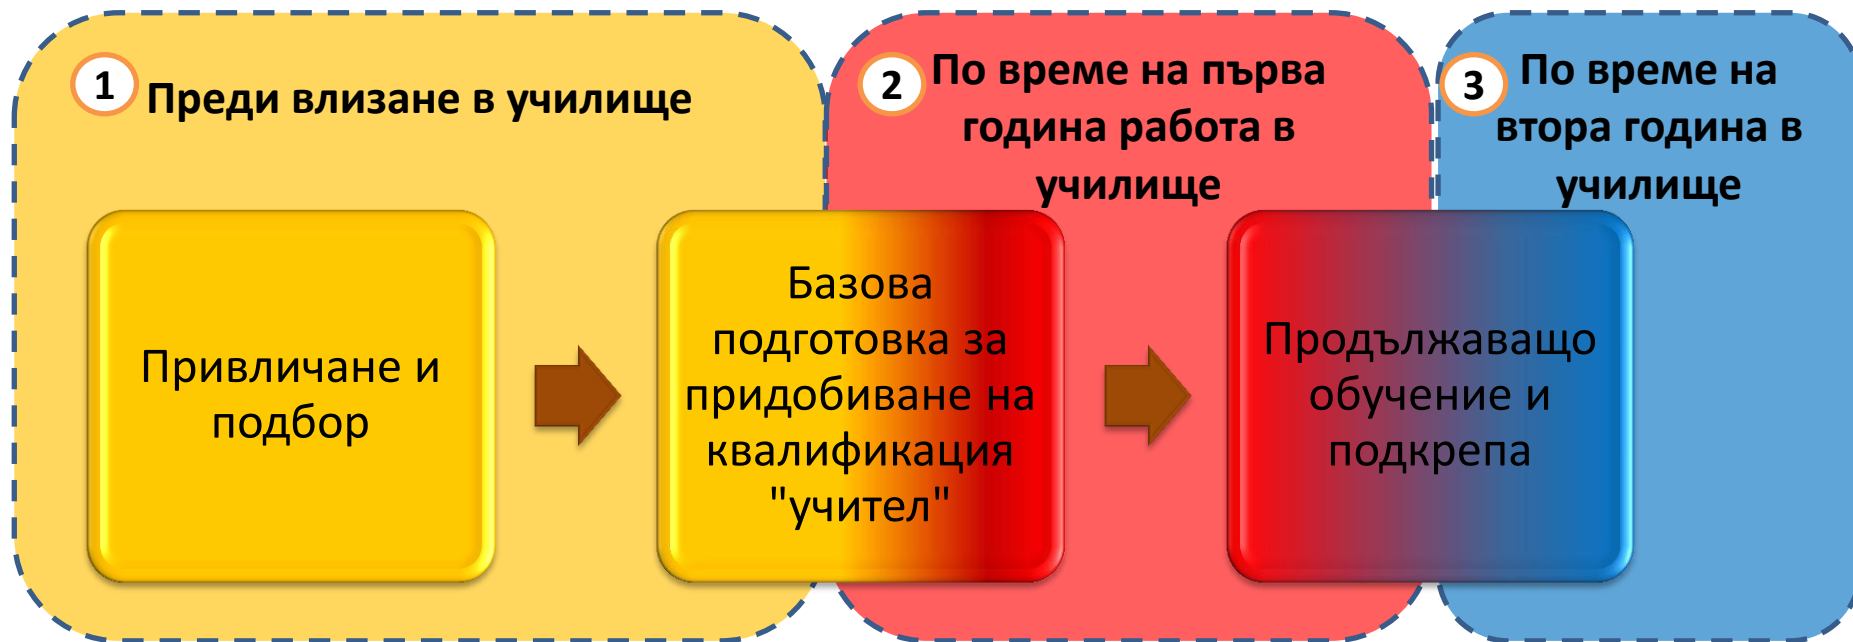 1
Преди влизане в училище
2
По време на първа
година работа в
училище
3
По време на
втора година в
училище
Привличане и
подбор
Базова
подготовка за
придобиване на
квалификация
"учител"
Продължаващо
обучение и
подкрепа